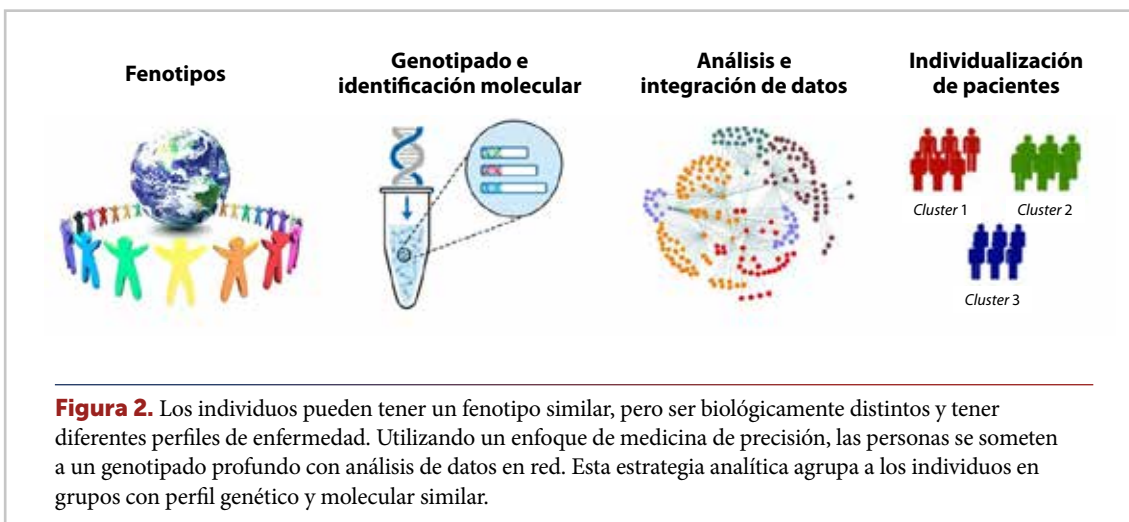 Fenotipos
Genotipado e
identificación molecular
Análisis e
integración de datos
Individualización
de pacientes
Cluster 1
Cluster 2
Cluster 3
Figura 2. Los individuos pueden tener un fenotipo similar, pero ser biológicamente distintos y tener
diferentes perfiles de enfermedad. Utilizando un enfoque de medicina de precisión, las personas se someten
a un genotipado profundo con análisis de datos en red. Esta estrategia analítica agrupa a los individuos en
grupos con perfil genético y molecular similar.